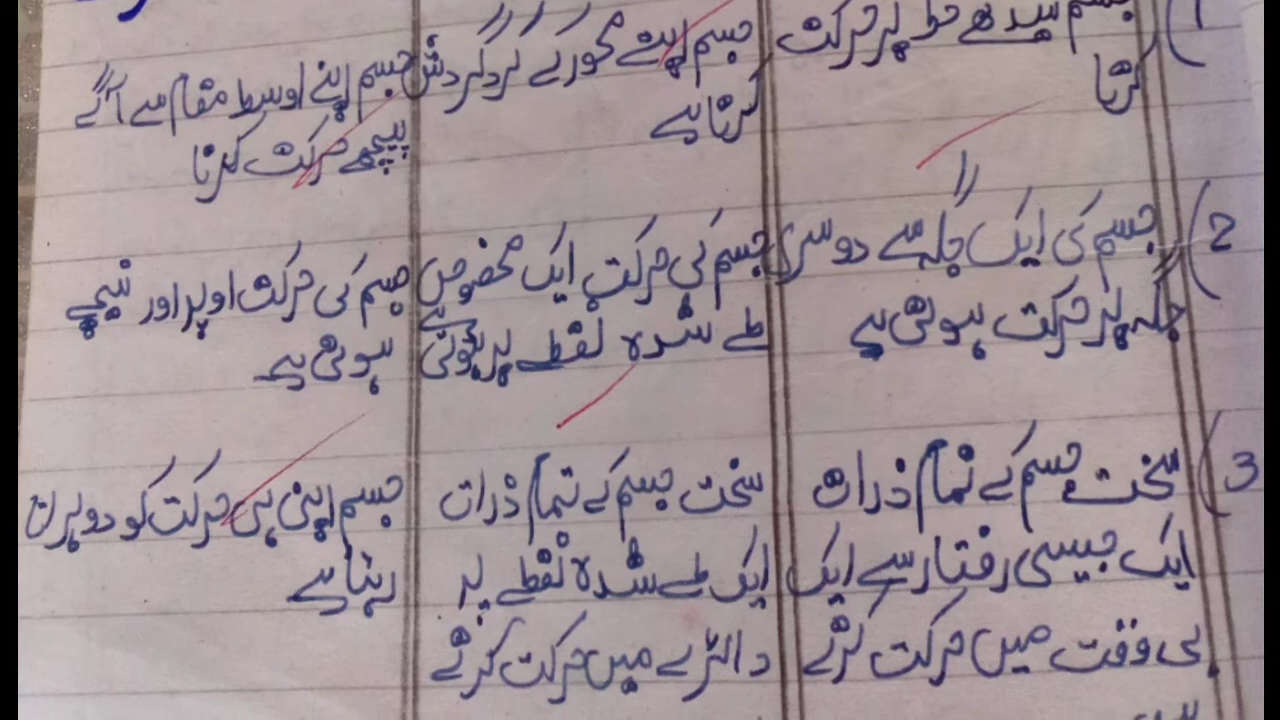 1)
جسم سیدھے خط پر حرکت
کرتا
جسم اپنے محور کے گرد گردش
کرتا ہے
جسم اپنے اوسط مقام سے آگے
پیچھے حرکت کرنا
2)
جسم کی ایک جگہ سے دوسری
جگہ پر حرکت ہوتی ہے
جسم کی حرکت ایک مخصوص
طے شدہ نقطے پر ہوتی ہے
جسم کی حرکت اوپر اور نیچے
ہوتی ہے
3)
سخت جسم کے تمام ذرات
ایک جیسی رفتار سے ایک
ہی وقت میں حرکت کرتے
سخت جسم کے تمام ذرات
ایک طے شدہ نقطے پر
دائرے میں حرکت کرتے
جسم اپنی ہی حرکت کو دوہراتا
رہتا ہے